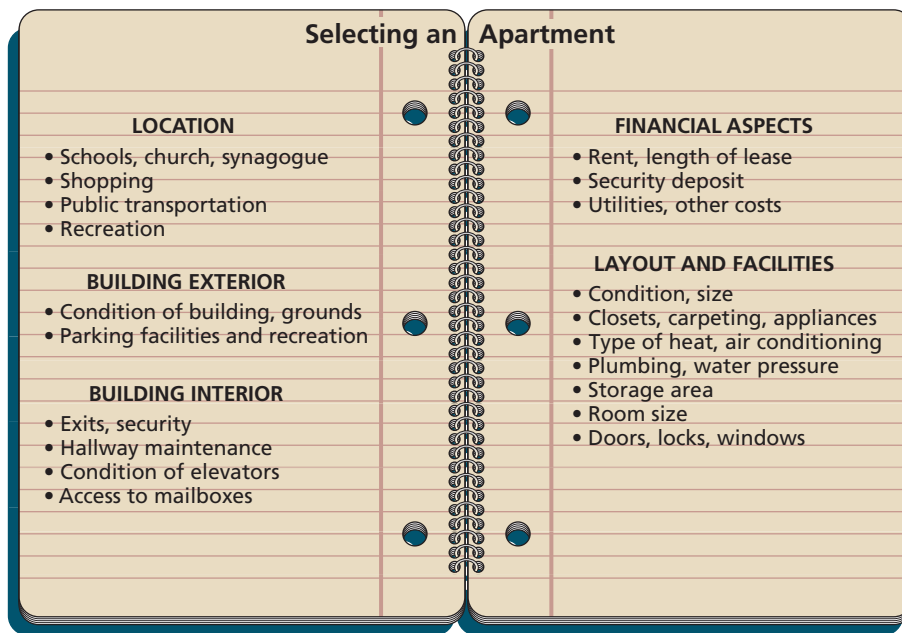 Selecting an Apartment
LOCATION
• Schools, church, synagogue
• Shopping
• Public transportation
• Recreation
BUILDING EXTERIOR
• Condition of building, grounds
• Parking facilities and recreation
BUILDING INTERIOR
• Exits, security
• Hallway maintenance
• Condition of elevators
• Access to mailboxes
FINANCIAL ASPECTS
• Rent, length of lease
• Security deposit
• Utilities, other costs
LAYOUT AND FACILITIES
• Condition, size
• Closets, carpeting, appliances
• Type of heat, air conditioning
• Plumbing, water pressure
• Storage area
• Room size
• Doors, locks, windows